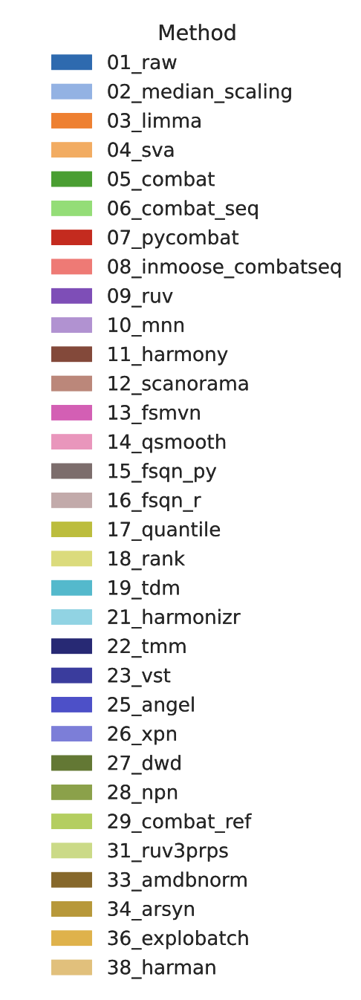 Method
01_raw
02_median_scaling
03_limma
04_sva
05_combat
06_combat_seq
07_pycombat
08_inmoose_combatseq
09_ruv
10_mnn
11_harmony
12_scanorama
13_fsmvn
14_qsmooth
15_fsqn_py
16_fsqn_r
17_quantile
18_rank
19_tdm
21_harmonizr
22_tmm
23_vst
25_angel
26_xpn
27_dwd
28_npn
29_combat_ref
31_ruv3prps
33_amdbnorm
34_arsyn
36_explobatch
38_harman